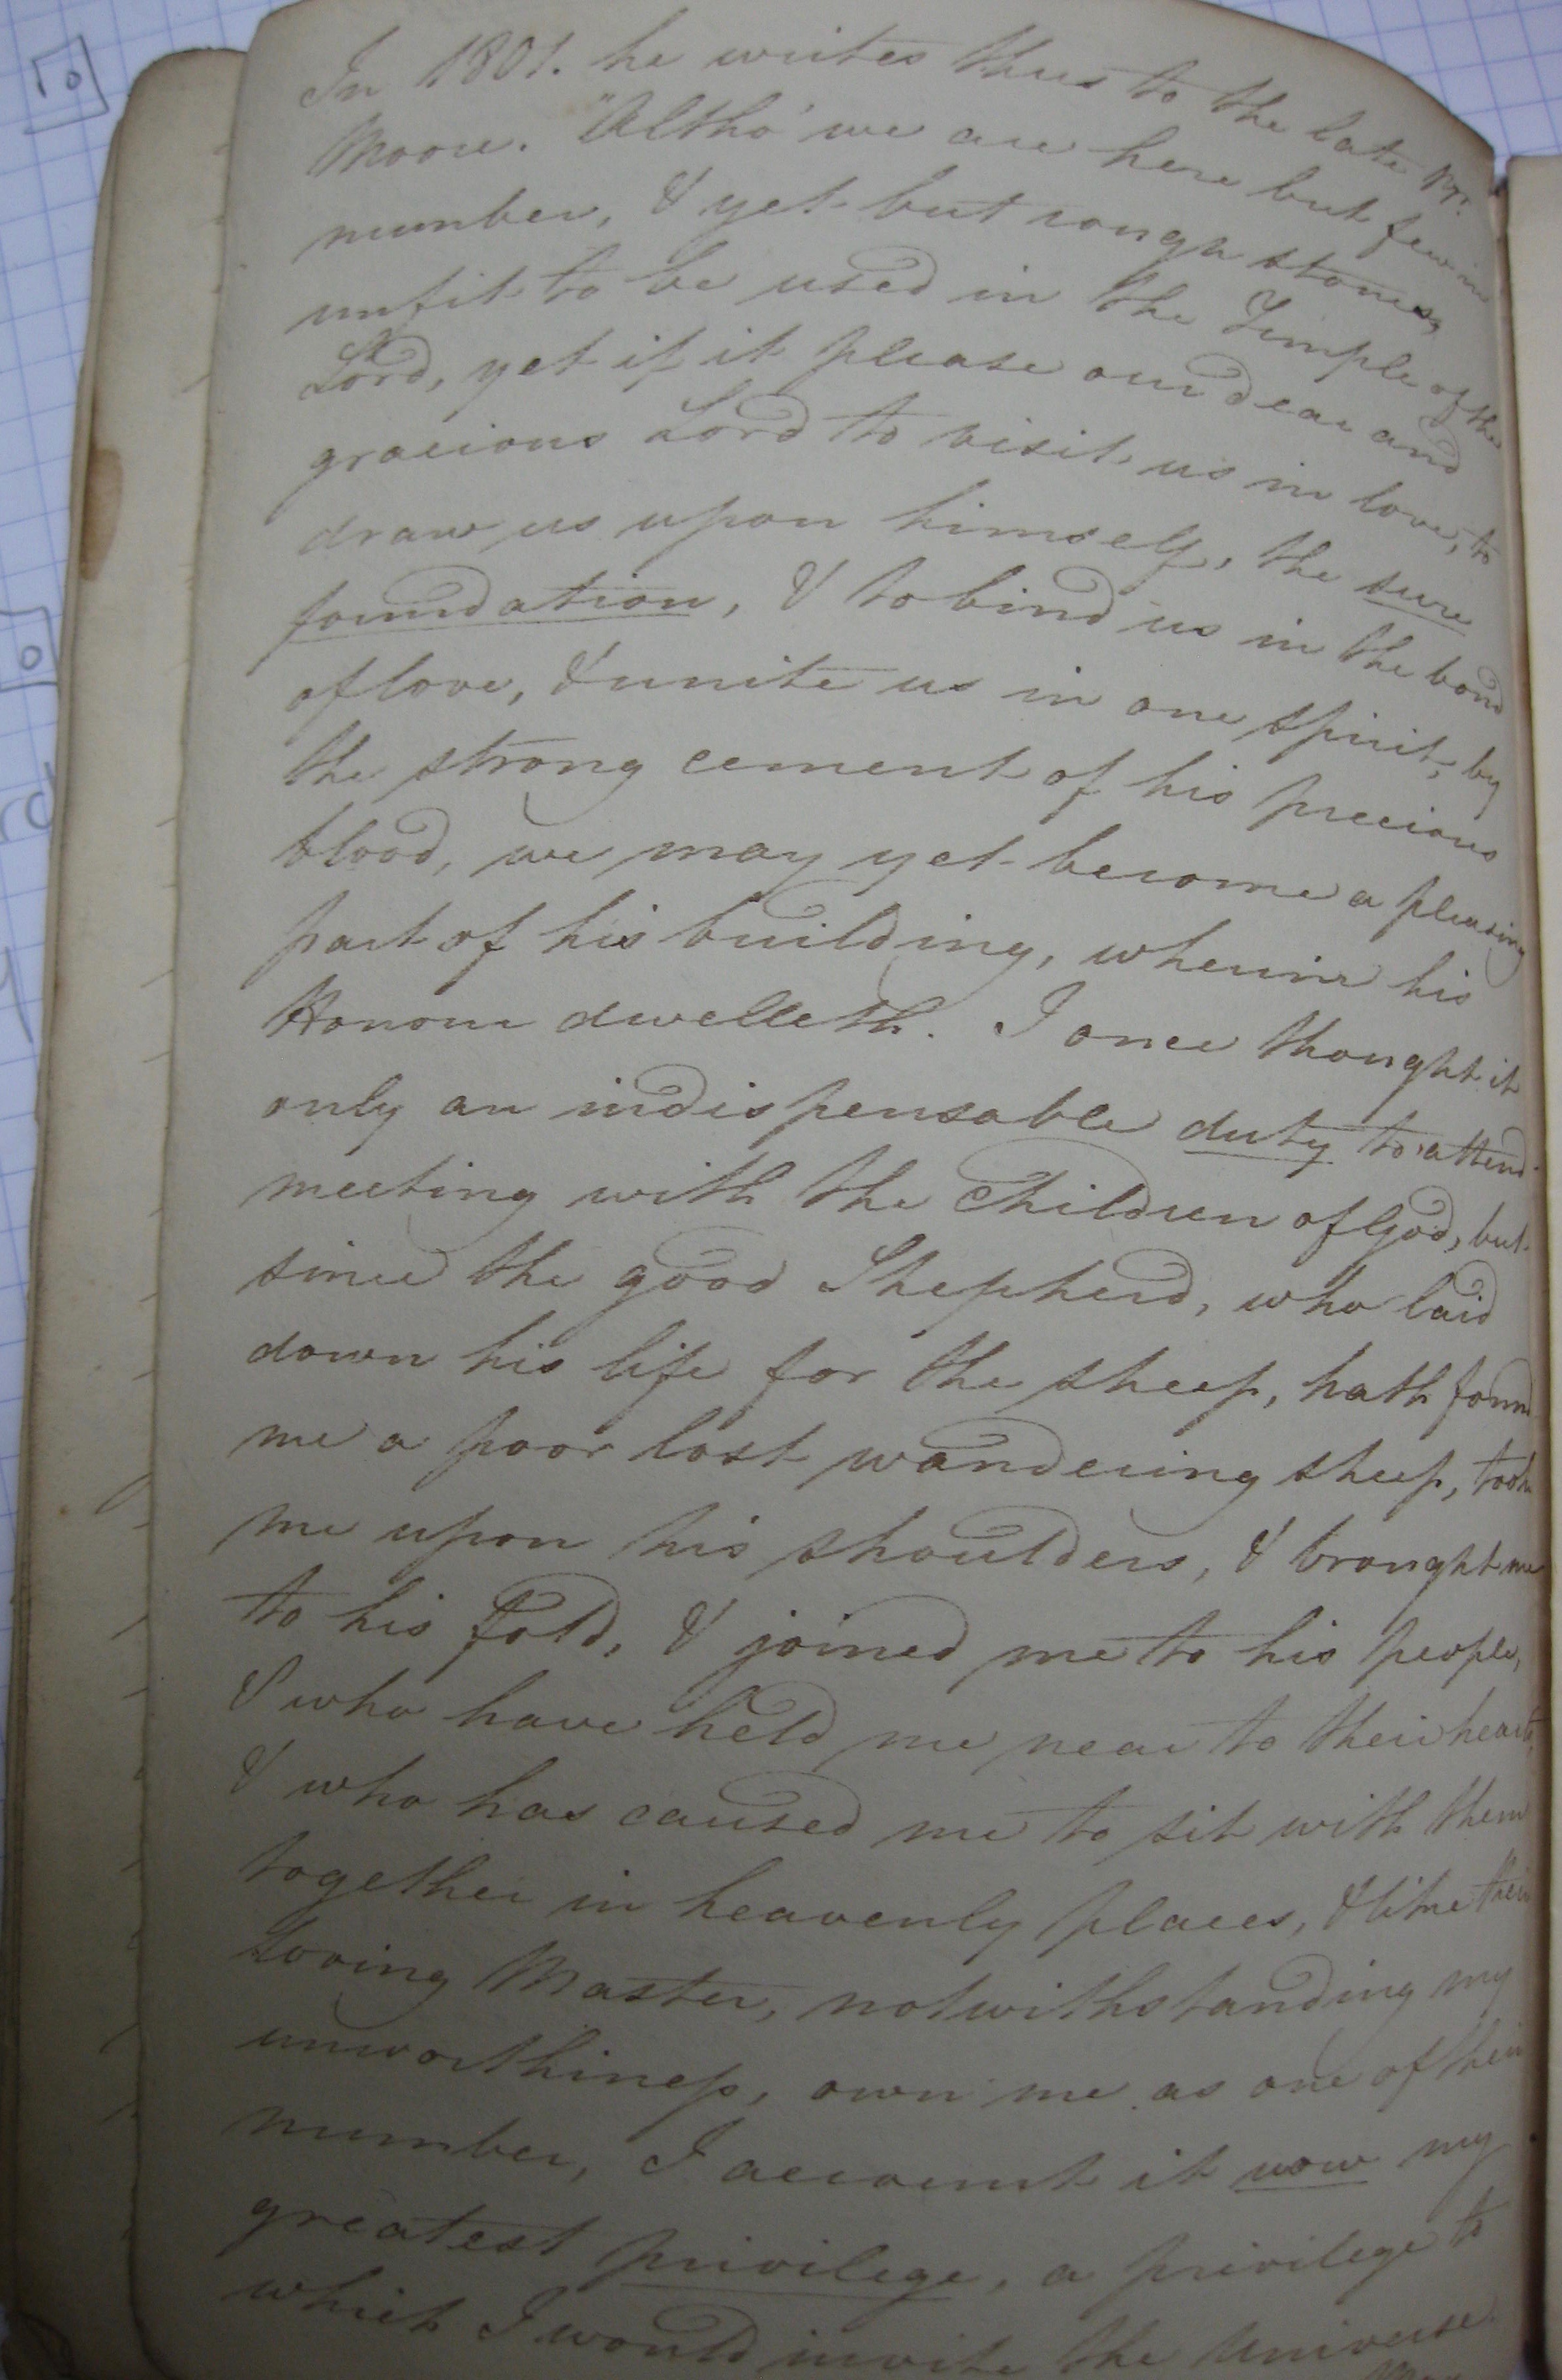 In 1801. he writes thus to the late Mr.
Moore. "Altho' we are here but few in
number, & yet but rough stones,
unfit to be used in the Temple of the
Lord, yet if it please our dear and
gracious Lord to visit us in love, to
draw us upon himself, the sure
foundation, & to bind us in the bond
of love, & unite us in one spirit, by
the strong cement of his precious
blood, we may yet become a pleasing
part of his building, wherein his
Honour dwelleth. I once thought it
only an indispensable duty to attend
meeting with the Children of God, but
since the good Shepherd, who laid
down his life for the sheep, hath found
me a poor lost wandering sheep, took
me upon his shoulders, & brought me
to his fold, & joined me to his people,
& who have held me near to their hearts,
& who has caused me to sit with them
together in heavenly places, & like their
Loving Master, notwithstanding my
unworthiness, own me as one of their
number, I account it now my
greatest privilege, a privilege to
which I would invite the Universe